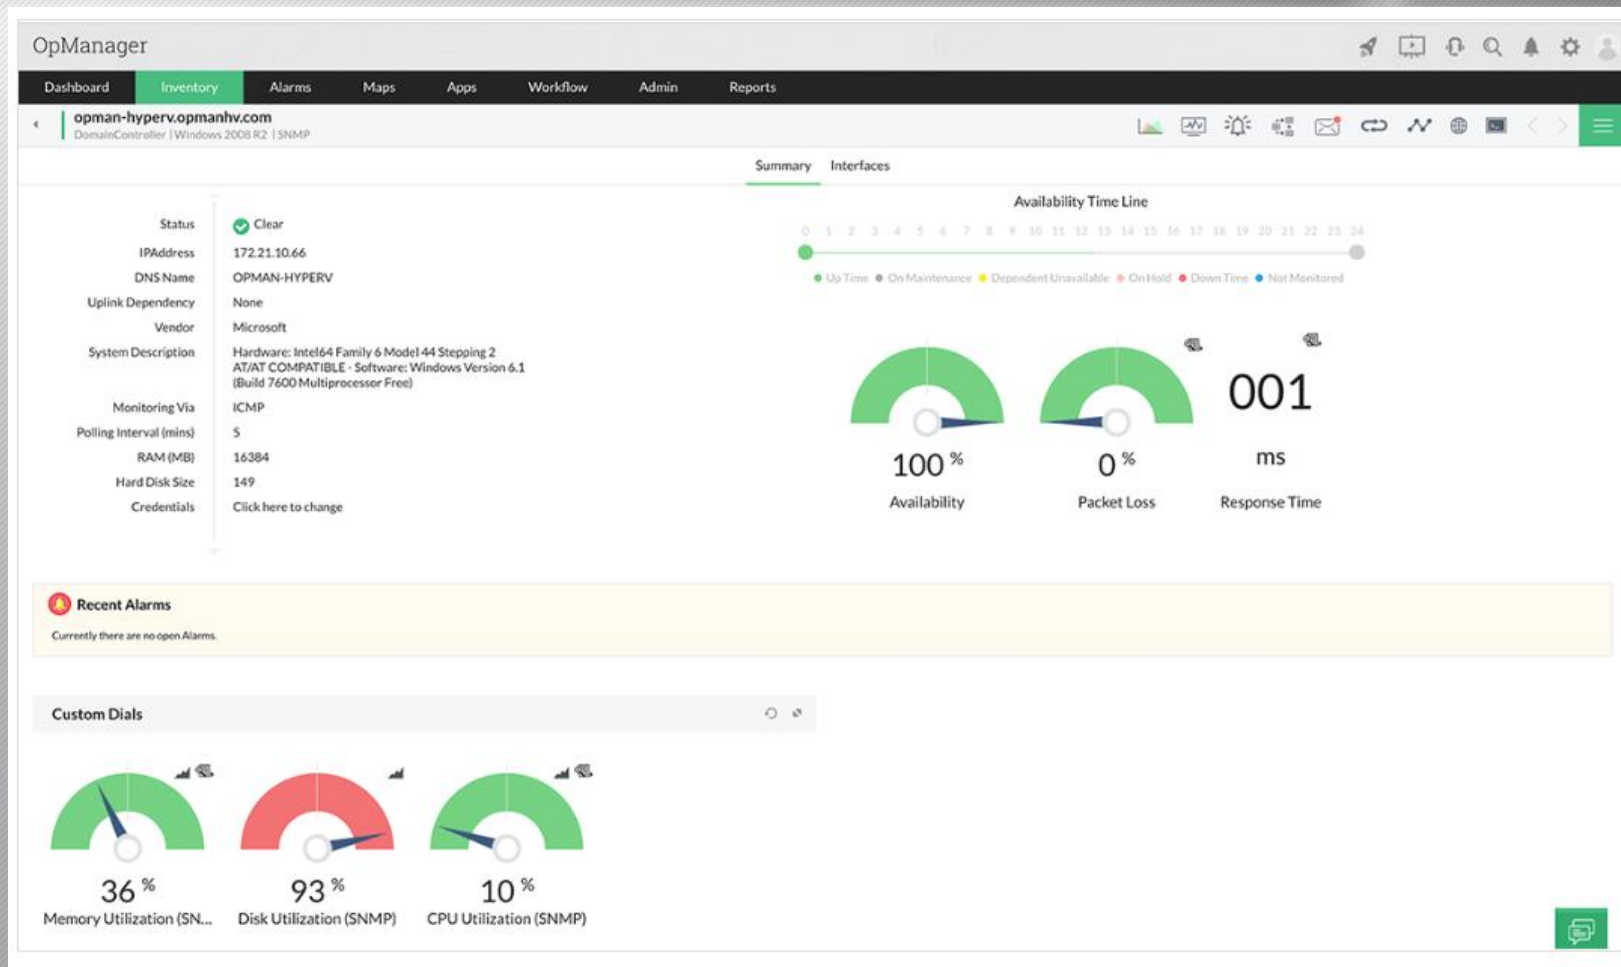 OpManager
Dashboard Inventory Alarms Maps Apps Workflow Admin Reports
opman-hyperv.opmanhv.com
DomainController | Windows 2008 R2 | SNMP
Summary Interfaces
Status Clear
IPAddress 172.21.10.66
DNS Name OPMAN-HYPERV
Uplink Dependency None
Vendor Microsoft
System Description Hardware: Intel64 Family 6 Model 44 Stepping 2
AT/AT COMPATIBLE - Software: Windows Version 6.1
(Build 7600 Multiprocessor Free)
Monitoring Via ICMP
Polling Interval (mins) 5
RAM (MB) 16384
Hard Disk Size 149
Credentials Click here to change
Availability Time Line
0 1 2 3 4 5 6 7 8 9 10 11 12 13 14 15 16 17 18 19 20 21 22 23 24
Up Time On Maintenance Dependent Unavailable On Hold Down Time Not Monitored
001
100 % 0 % ms
Availability Packet Loss Response Time
Recent Alarms
Currently there are no open Alarms.
Custom Dials
36 % 93 % 10 %
Memory Utilization (SN... Disk Utilization (SNMP) CPU Utilization (SNMP)